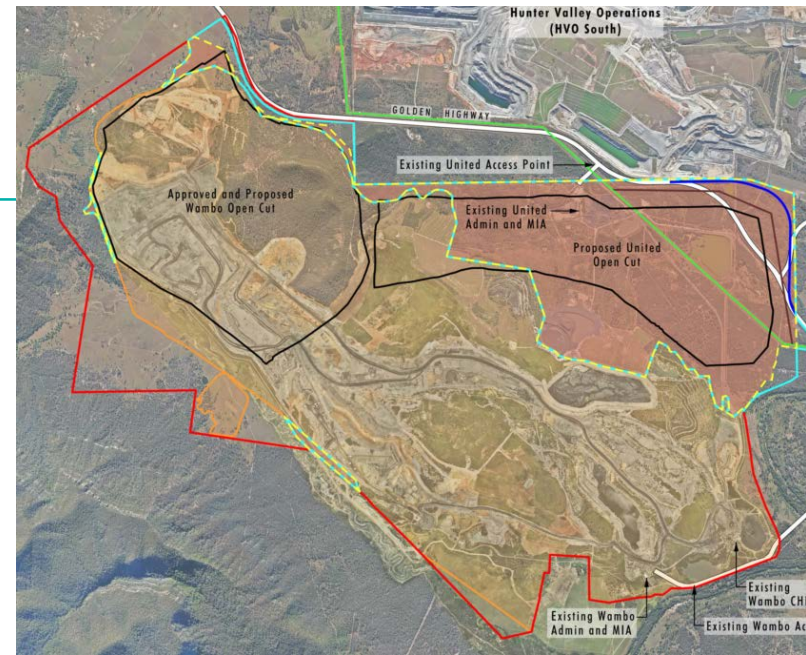 Hunter Valley Operations
(HVO South)
GOLDEN HIGHWAY
Existing United Access Point
Approved and Proposed
Wambo Open Cut
Existing United
Admin and MIA
Proposed United
Open Cut
Existing
Wambo CH
Existing Wambo
Admin and MIA
Existing Wambo Ac